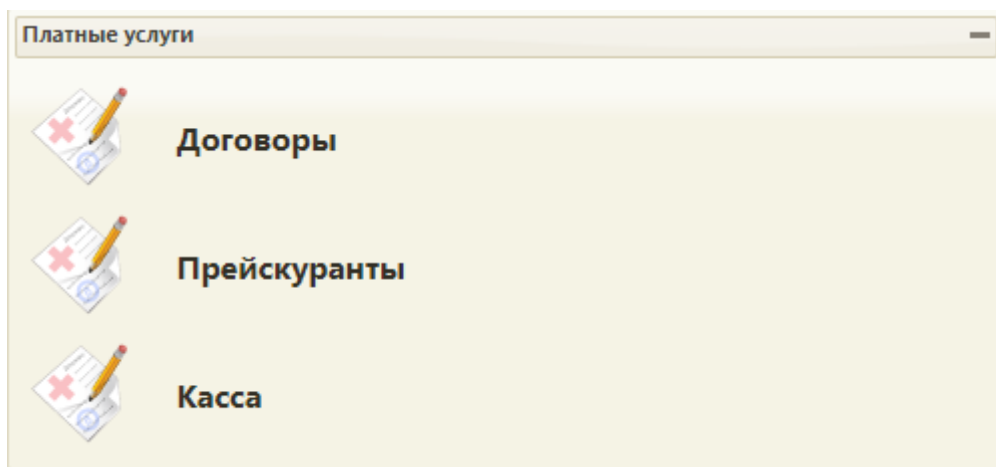 Платные услуги
Договоры
Прейскуранты
Касса